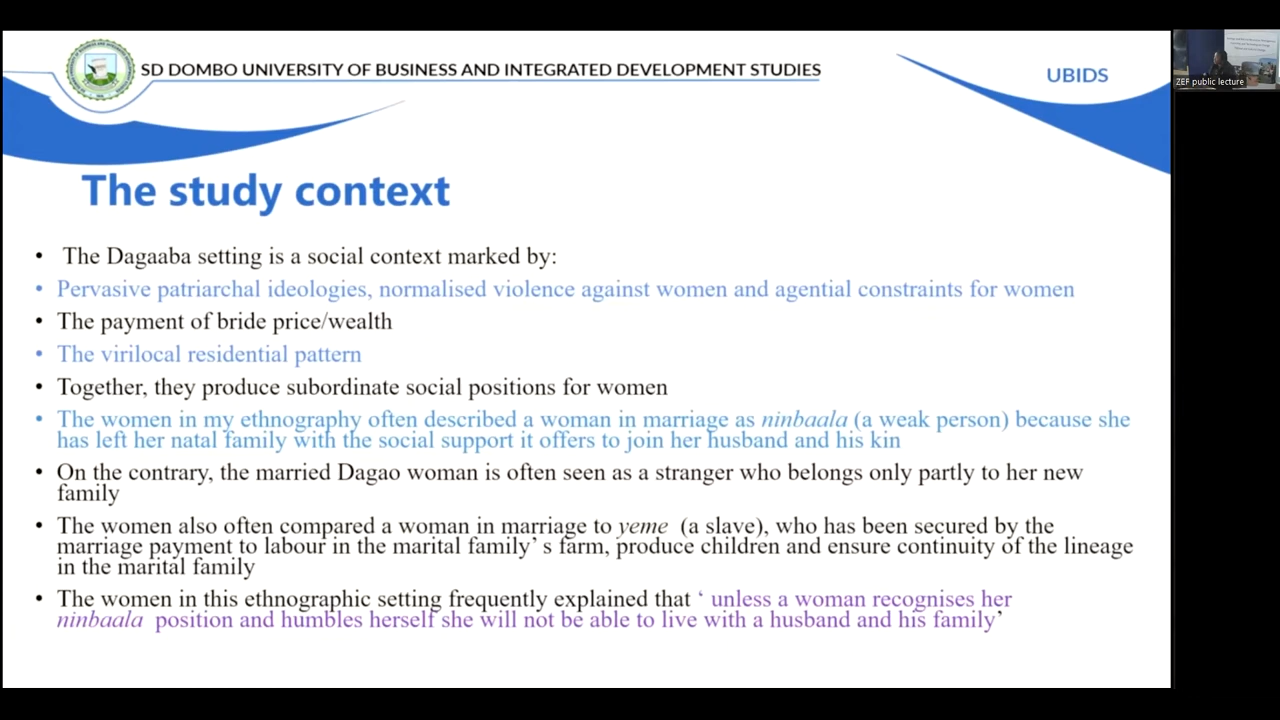 SD DOMBO UNIVERSITY OF BUSINESS AND INTEGRATED DEVELOPMENT STUDIES
UBIDS
ZEF public lecture
The study context
• The Dagaaba setting is a social context marked by:
• Pervasive patriarchal ideologies, normalised violence against women and agential constraints for women
• The payment of bride price/wealth
• The virilocal residential pattern
• Together, they produce subordinate social positions for women
• The women in my ethnography often described a woman in marriage as ninbaala (a weak person) because she
has left her natal family with the social support it offers to join her husband and his kin
• On the contrary, the married Dagao woman is often seen as a stranger who belongs only partly to her new
family
• The women also often compared a woman in marriage to yeme (a slave), who has been secured by the
marriage payment to labour in the marital family’ s farm, produce children and ensure continuity of the lineage
in the marital family
• The women in this ethnographic setting frequently explained that ‘ unless a woman recognises her
ninbaala position and humbles herself she will not be able to live with a husband and his family’